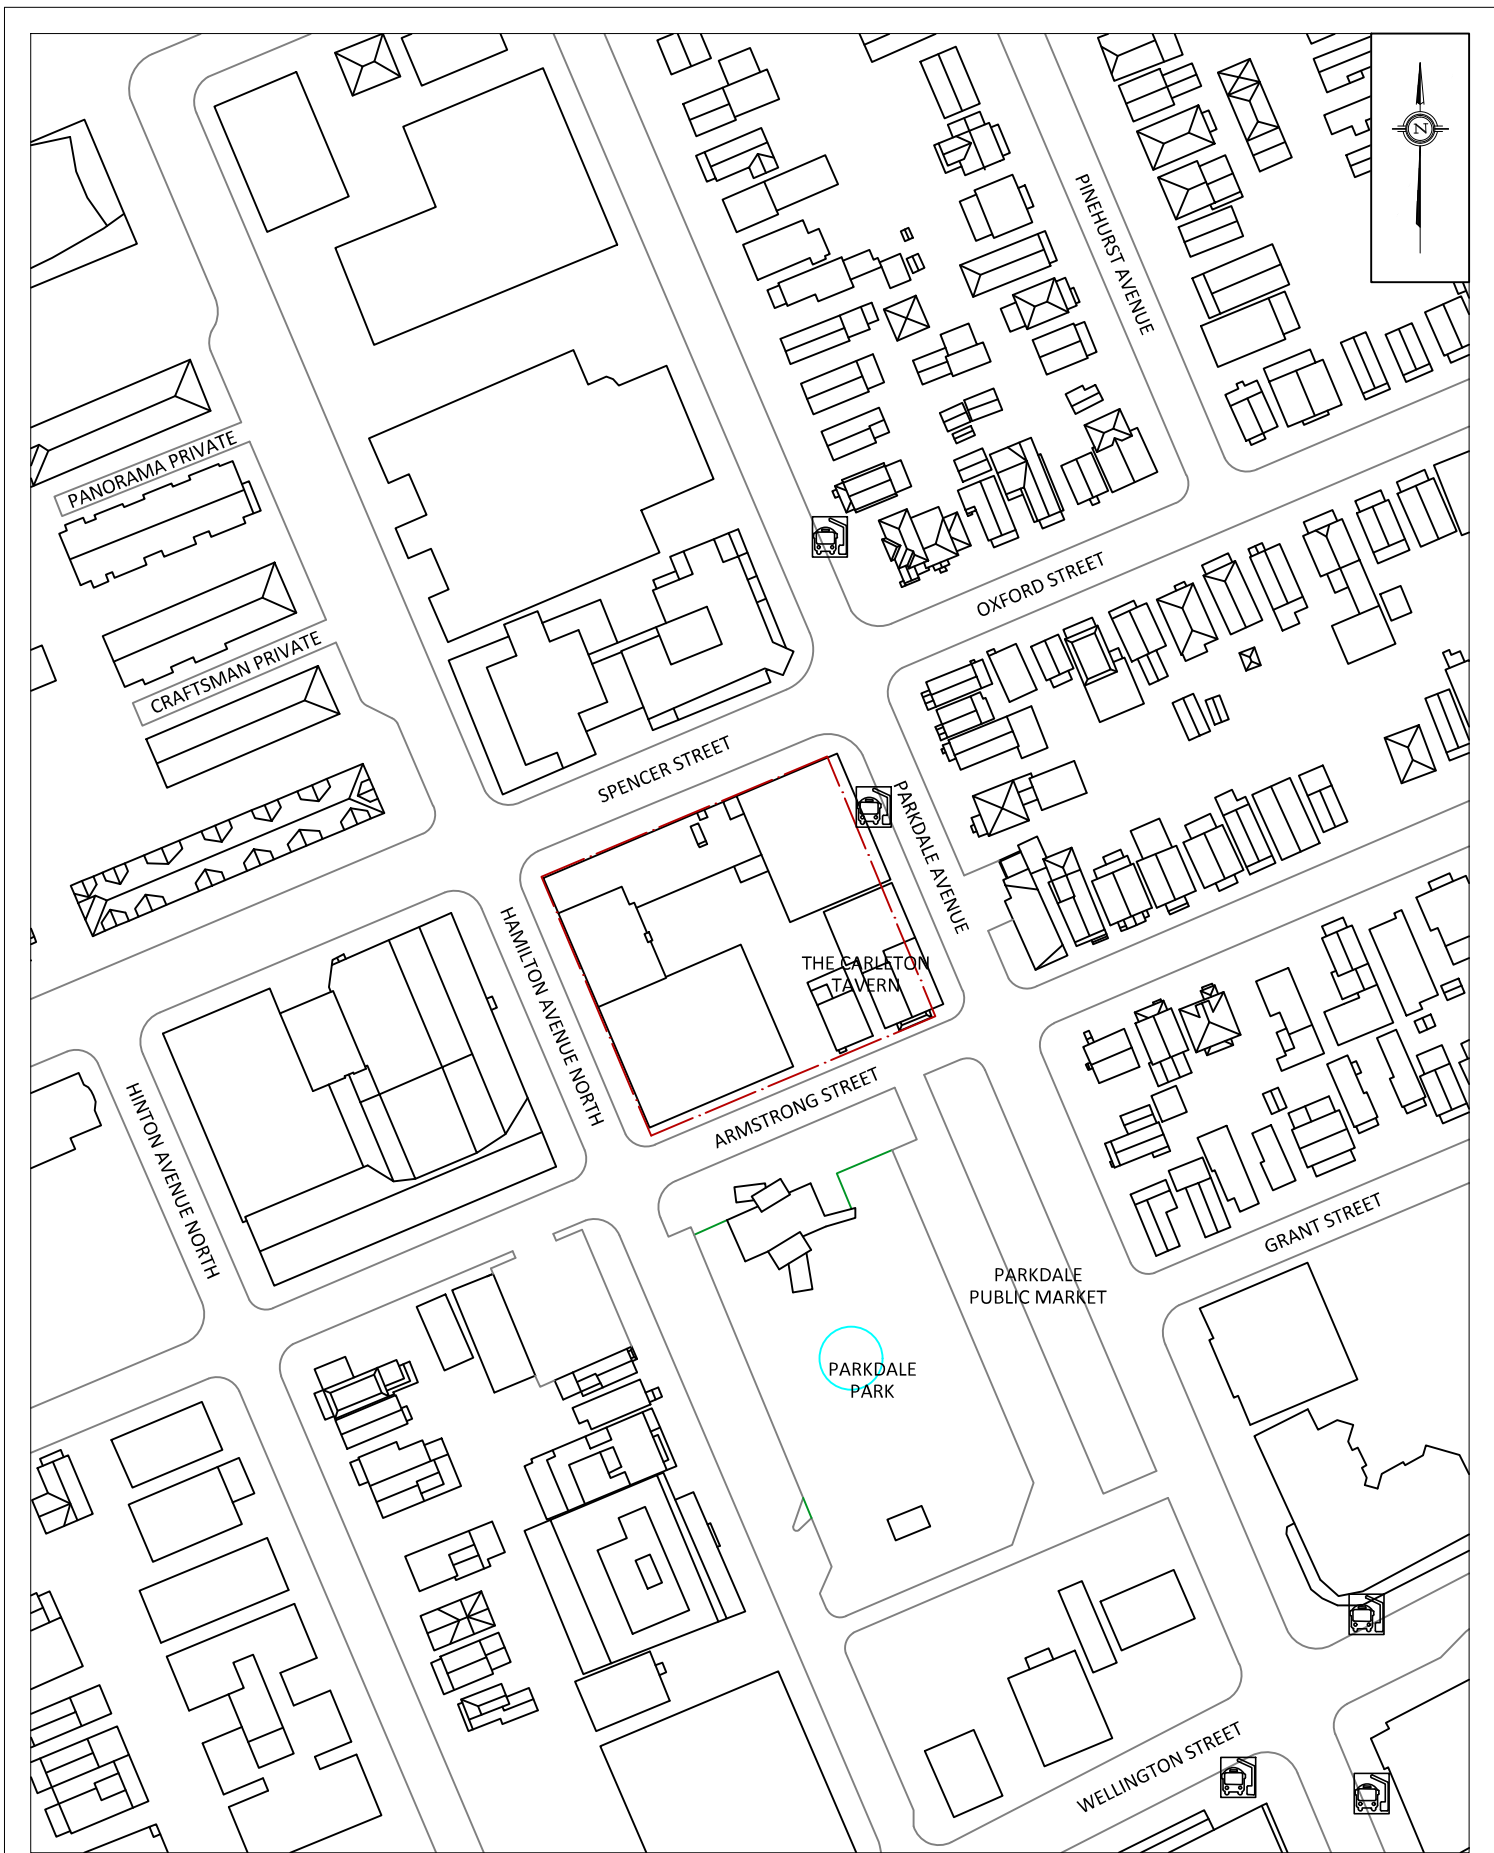 N
PINEHURST AVENUE
PANORAMA PRIVATE
OXFORD STREET
CRAFTSMAN PRIVATE
SPENCER STREET
PARKDALE AVENUE
HAMILTON AVENUE NORTH
THE CARLETON
TAVERN
HINTON AVENUE NORTH
ARMSTRONG STREET
GRANT STREET
PARKDALE
PUBLIC MARKET
PARKDALE
PARK
WELLINGTON STREET